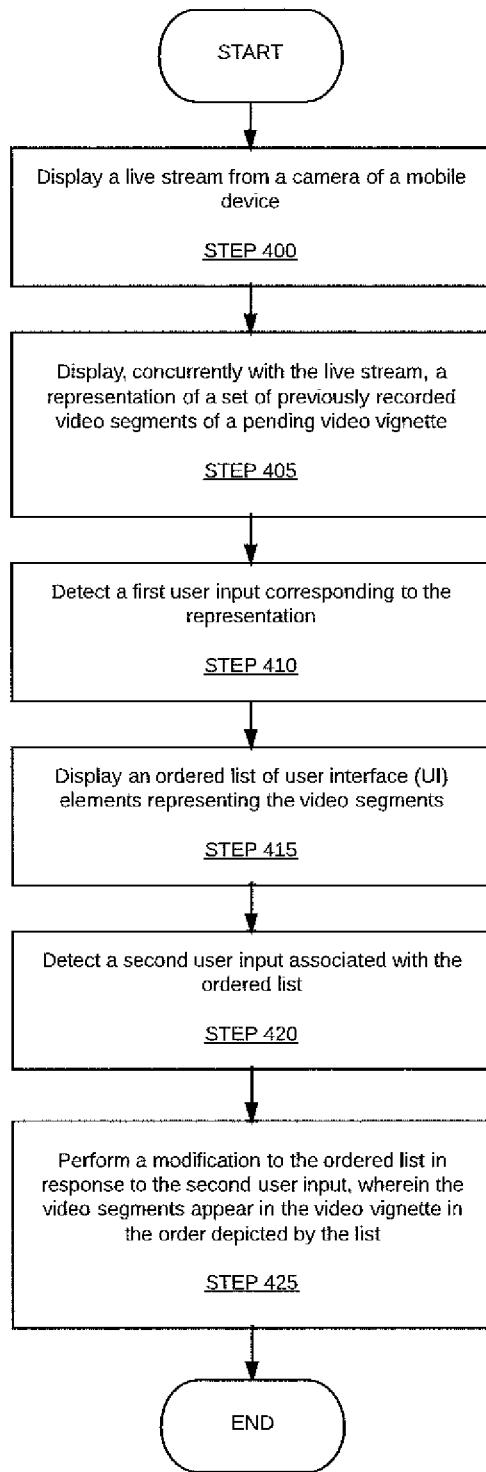 START
Display a live stream from a camera of a mobile
device
STEP 400
Display, concurrently with the live stream, a
representation of a set of previously recorded
video segments of a pending video vignette
STEP 405
Detect a first user input corresponding to the
representation
STEP 410
Display an ordered list of user interface (UI)
elements representing the video segments
STEP 415
Detect a second user input associated with the
ordered list
STEP 420
Perform a modification to the ordered list in
response to the second user input, wherein the
video segments appear in the video vignette in
the order depicted by the list
STEP 425
END